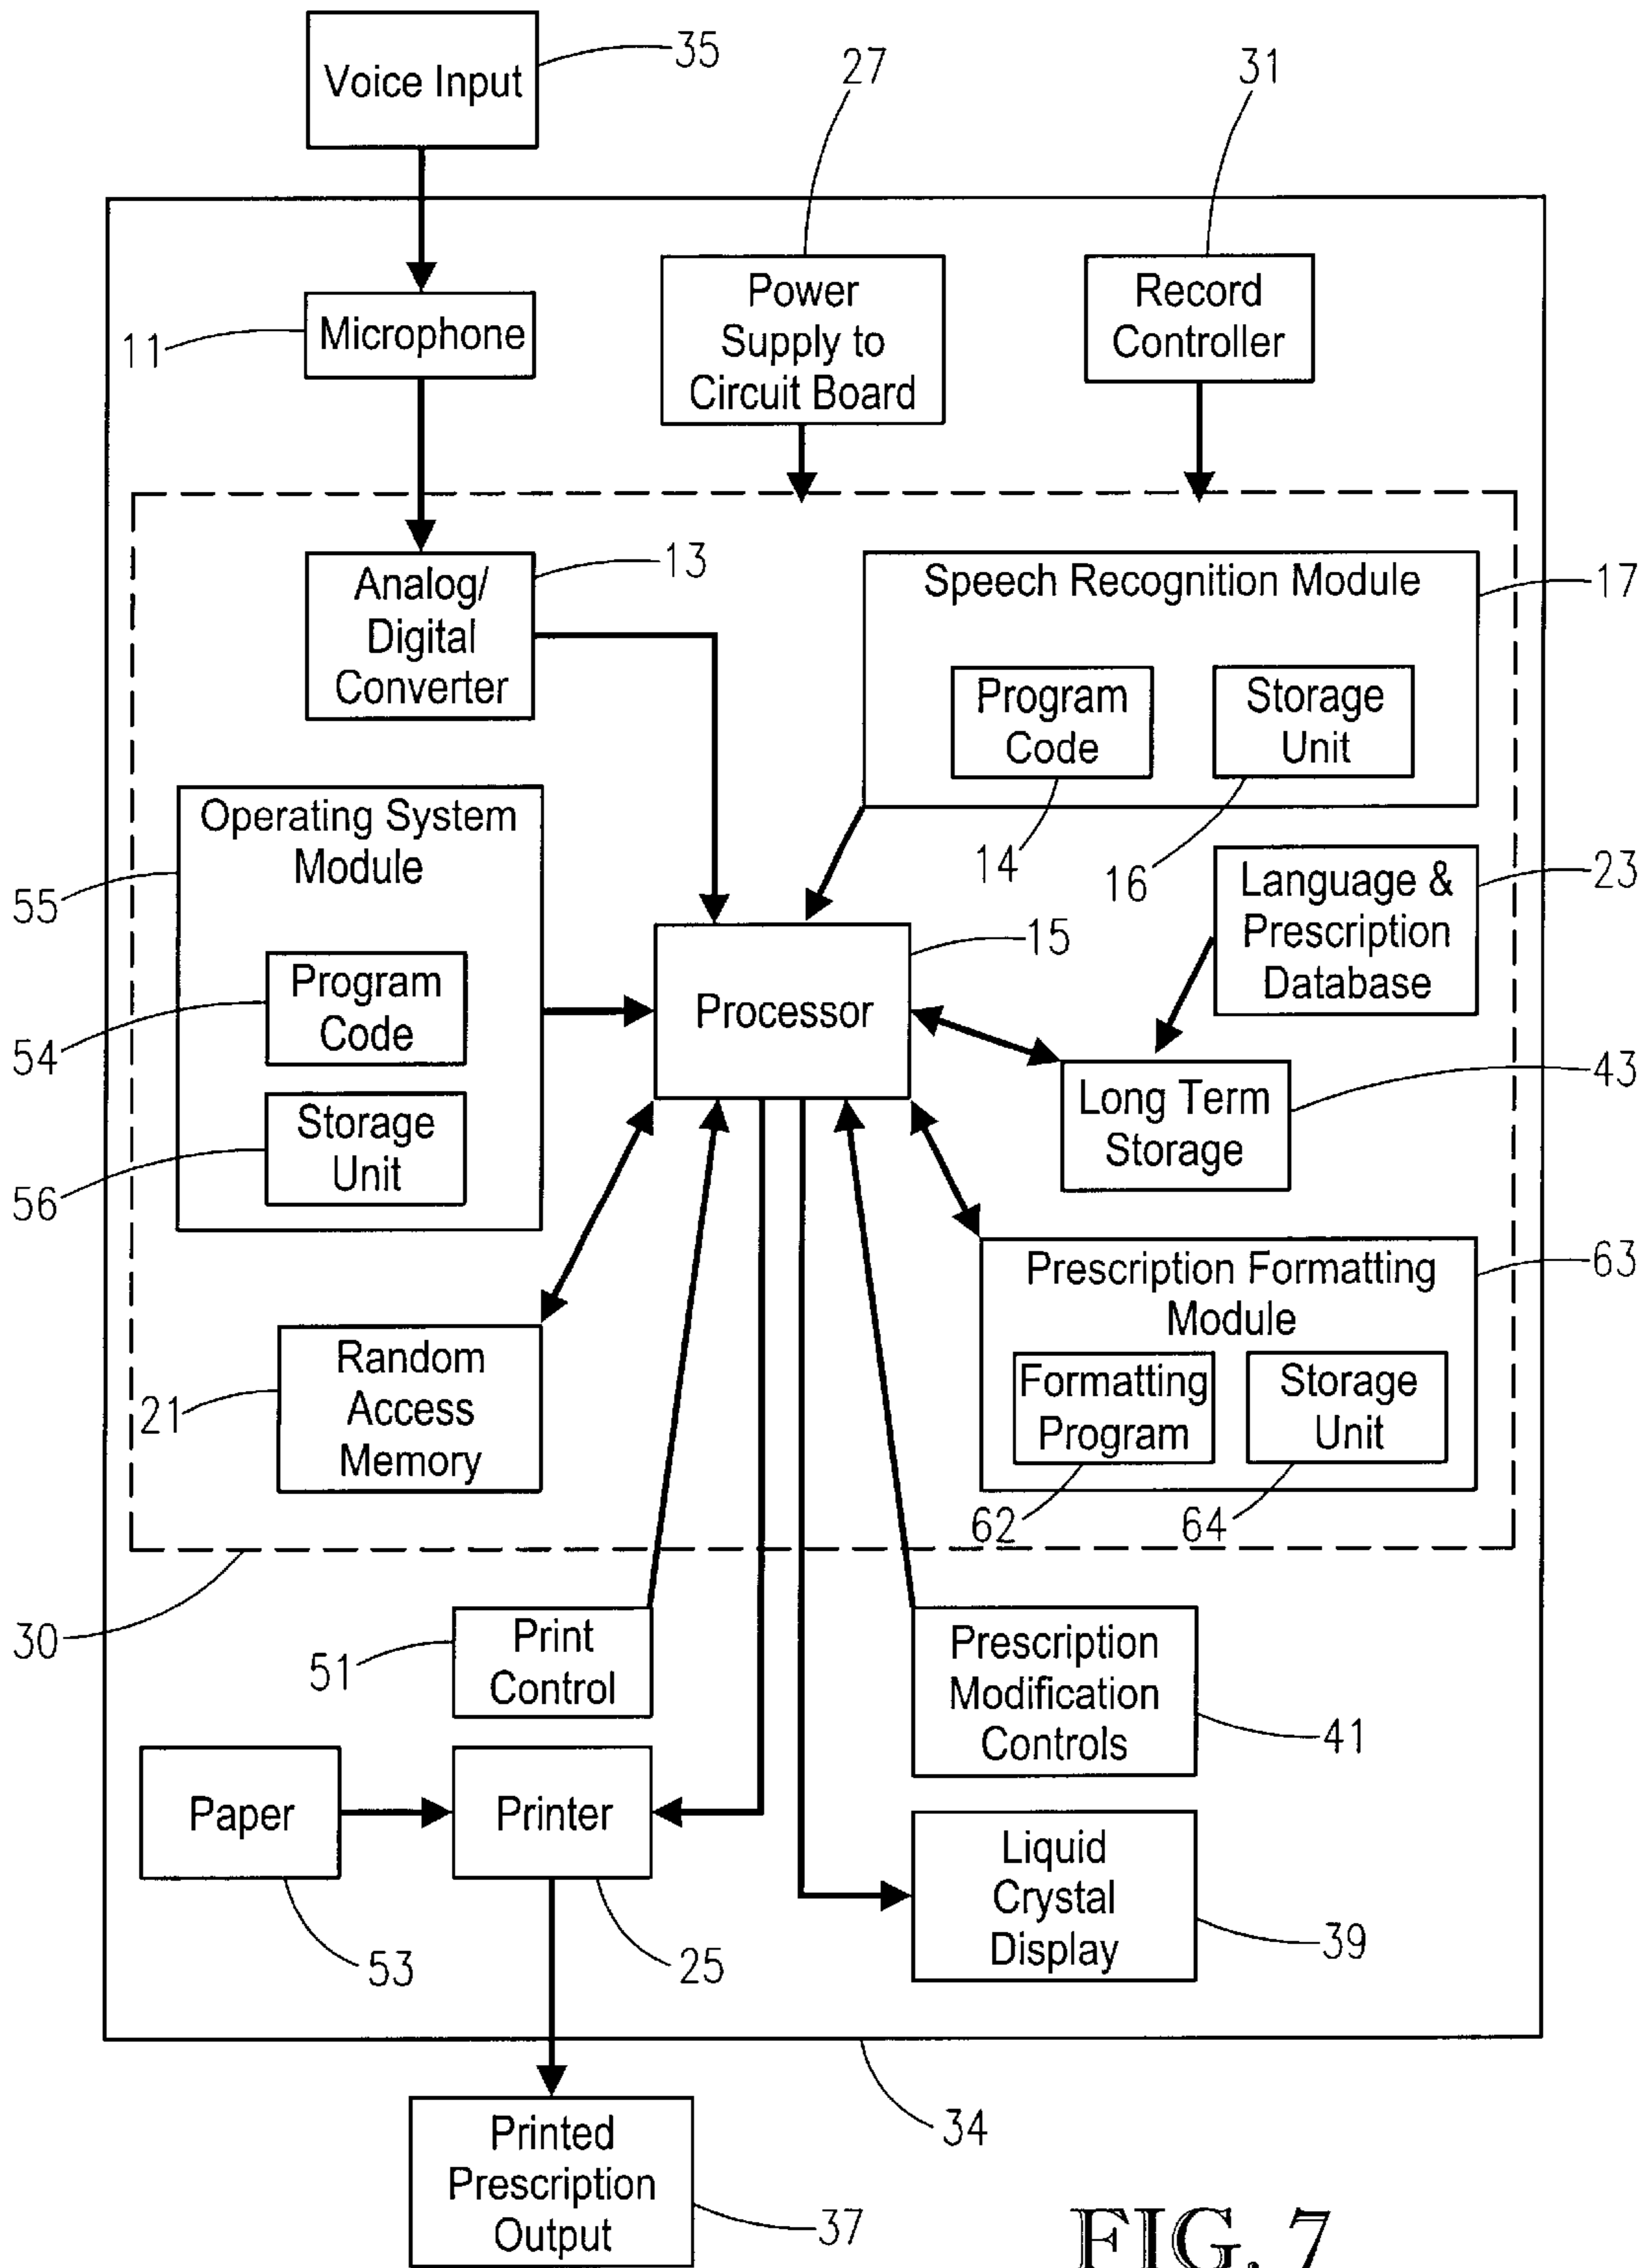 Voice Input
35
27
31
Microphone
11
Power
Supply to
Circuit Board
Record
Controller
Analog/
Digital
Converter
13
Speech Recognition Module
17
Program
Code
14
Storage
Unit
16
Operating System
Module
55
Program
Code
54
Storage
Unit
56
Processor
15
Language &
Prescription
Database
23
Long Term
Storage
43
Random
Access
Memory
21
Prescription Formatting
Module
63
Formatting
Program
62
Storage
Unit
64
30
Print
Control
51
Prescription
Modification
Controls
41
Paper
53
Printer
25
Liquid
Crystal
Display
39
34
Printed
Prescription
Output
37
FIG. 7